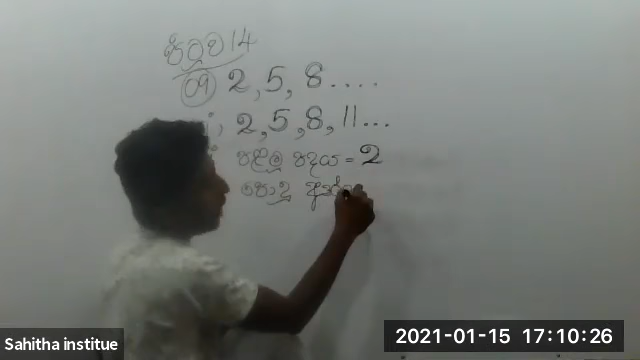 පිටුව 14
09 2, 5, 8 ....
i, 2, 5, 8, 11...
පළමු පදය = 2
පොදු අන්ත
Sahitha institue
2021-01-15 17:10:26